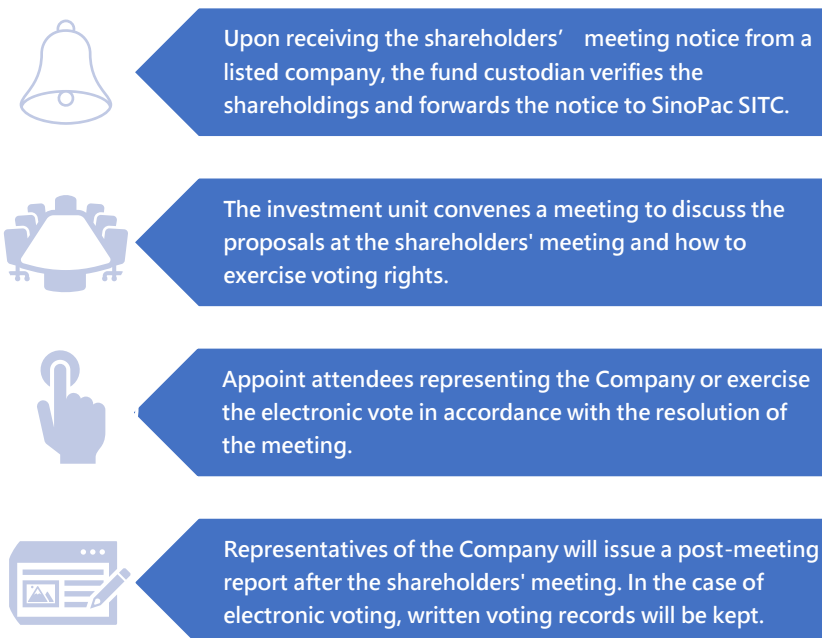 Upon receiving the shareholders’ meeting notice from a
listed company, the fund custodian verifies the
shareholdings and forwards the notice to SinoPac SITC.
The investment unit convenes a meeting to discuss the
proposals at the shareholders' meeting and how to
exercise voting rights.
Appoint attendees representing the Company or exercise
the electronic vote in accordance with the resolution of
the meeting.
Representatives of the Company will issue a post-meeting
report after the shareholders' meeting. In the case of
electronic voting, written voting records will be kept.